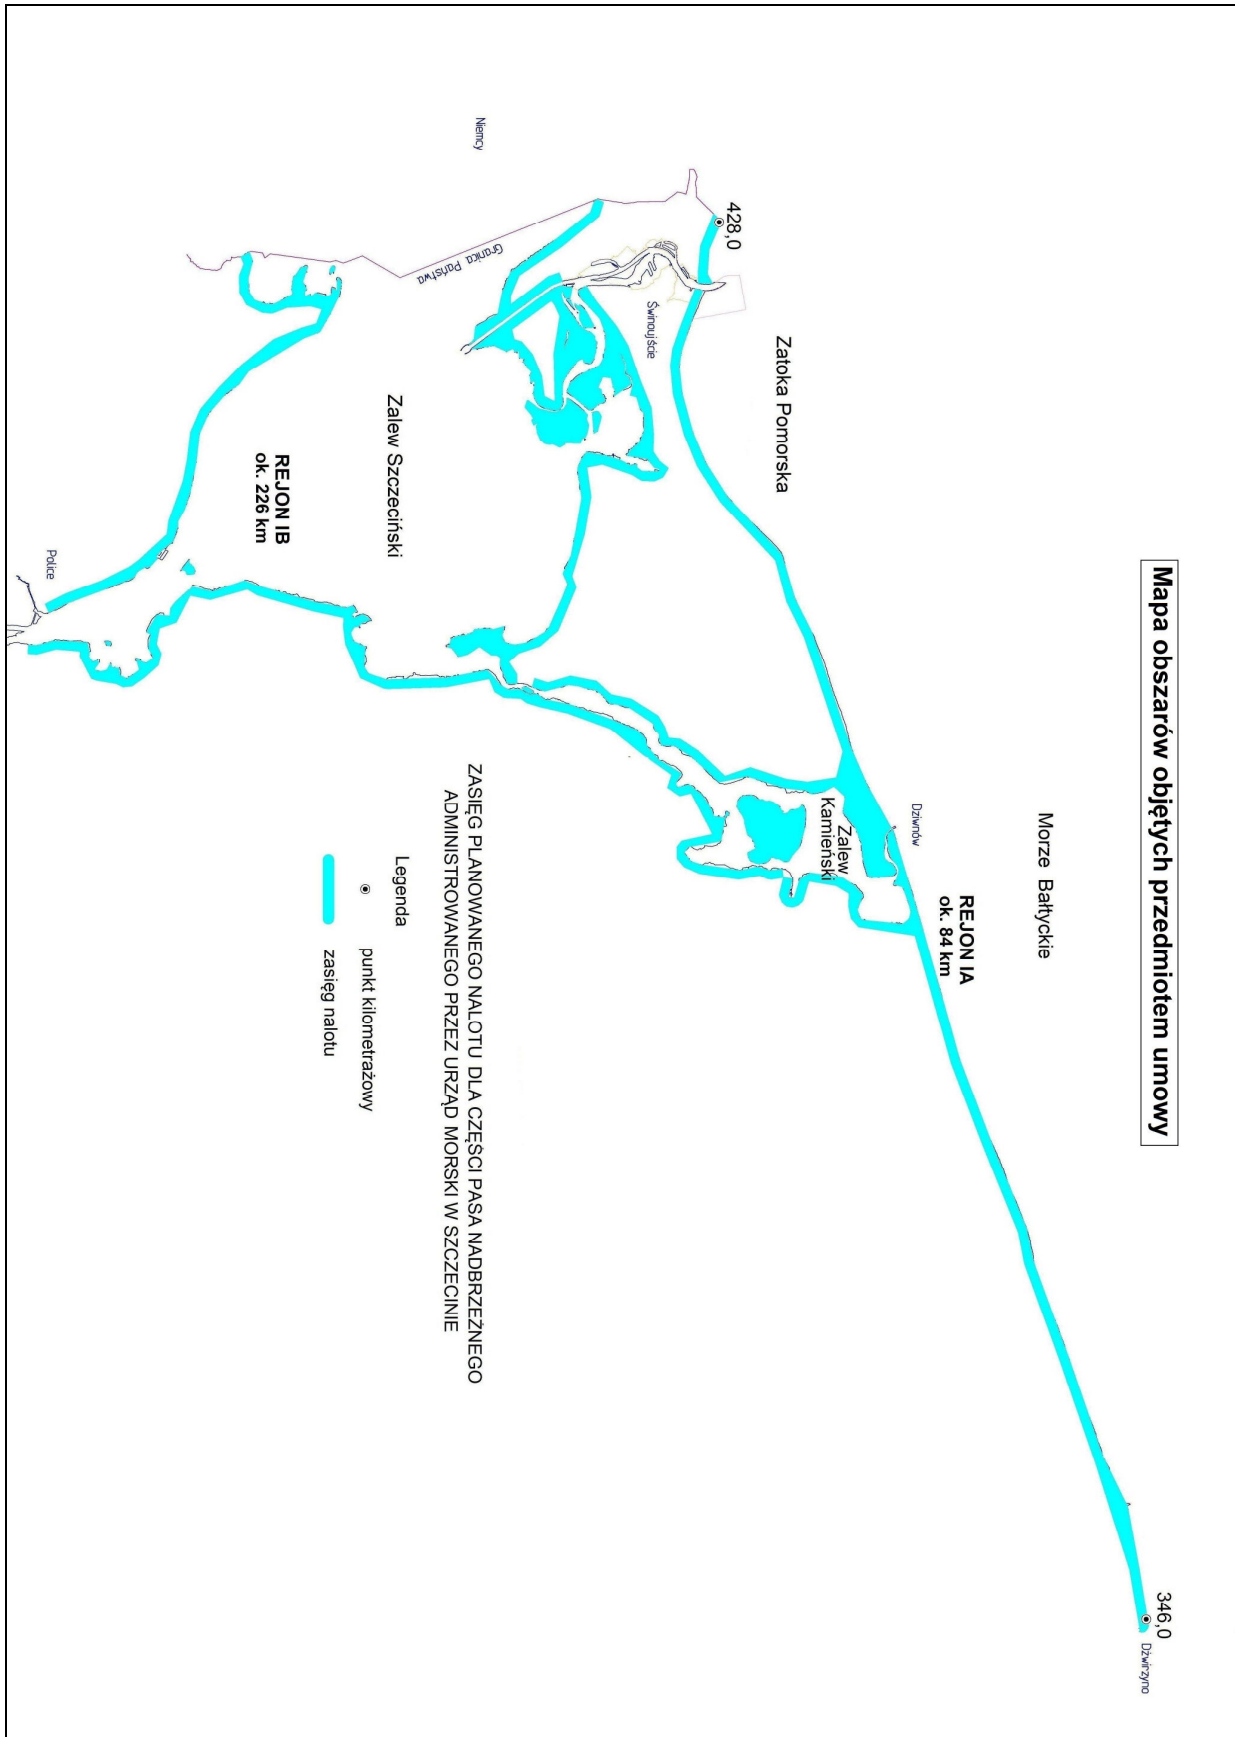 Mapa obszarów objętych przedmiotem umowy
Morze Bałtyckie
346,0
Dźwirzyno
REJON IA
ok. 84 km
Dziwnów
Zatoka Pomorska
428,0
Zalew
Kamieński
Świnoujście
Niemcy
Granica Państwa
Zalew Szczeciński
REJON IB
ok. 226 km
Police
ZASIĘG PLANOWANEGO NALOTU DLA CZĘŚCI PASA NADBRZEŻNEGO
ADMINISTROWANEGO PRZEZ URZĄD MORSKI W SZCZECINIE
Legenda
punkt kilometrażowy
zasięg nalotu